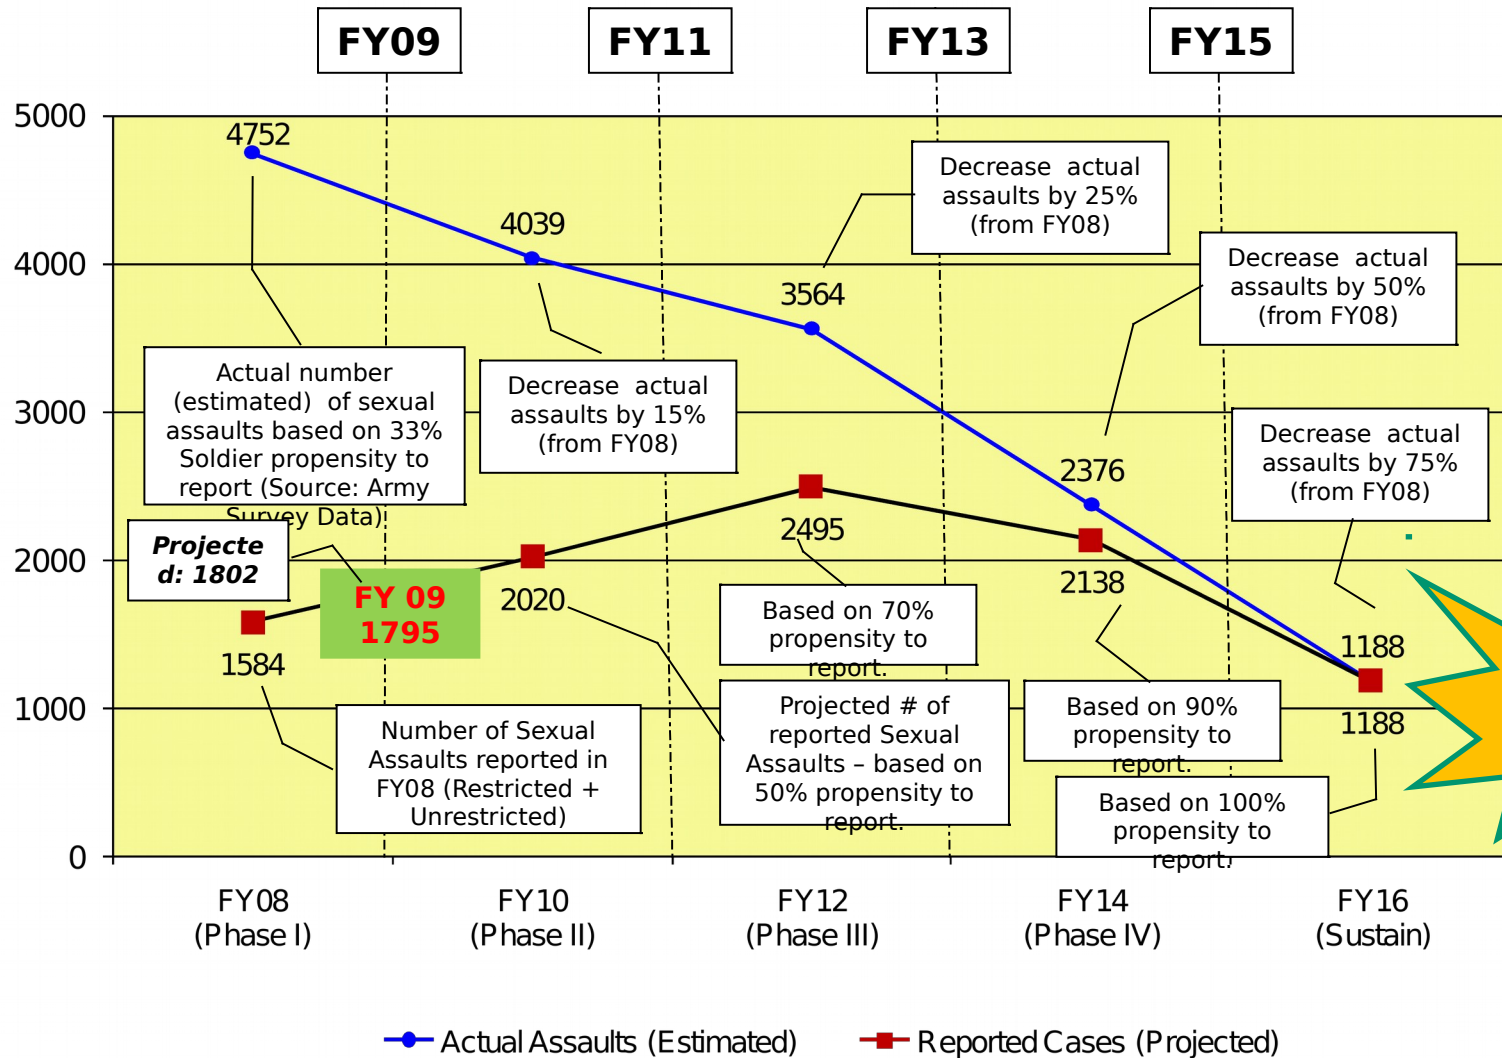 FY09
FY11
FY13
FY15
5000
4000
3000
2000
1000
0
4752
4039
3564
2376
1188
1584
2020
2495
2138
1188
Decrease actual
assaults by 25%
(from FY08)
Decrease actual
assaults by 50%
(from FY08)
Actual number
(estimated) of sexual
assaults based on 33%
Soldier propensity to
report (Source: Army
Survey Data)
Decrease actual
assaults by 15%
(from FY08)
Decrease actual
assaults by 75%
(from FY08)
Projecte
d: 1802
FY 09
1795
Based on 70%
propensity to
report.
Number of Sexual
Assaults reported in
FY08 (Restricted +
Unrestricted)
Projected # of
reported Sexual
Assaults – based on
50% propensity to
report.
Based on 90%
propensity to
report.
Based on 100%
propensity to
report.
FY08
(Phase I)
FY10
(Phase II)
FY12
(Phase III)
FY14
(Phase IV)
FY16
(Sustain)
Actual Assaults (Estimated)
Reported Cases (Projected)